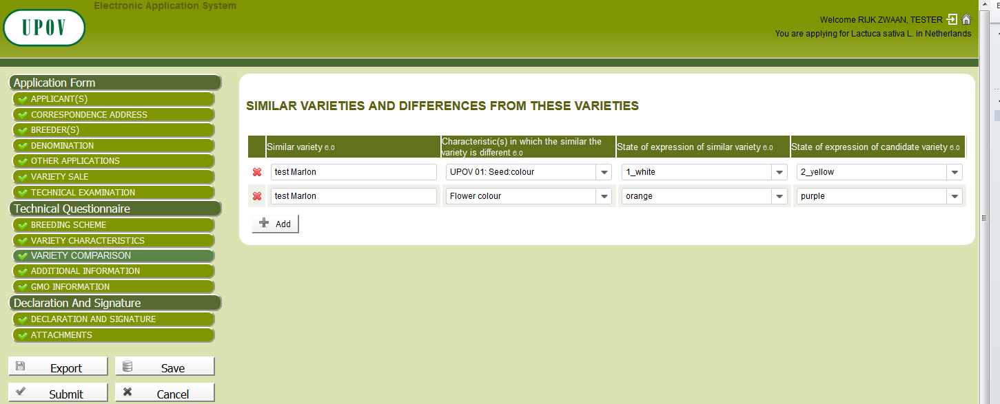 Electronic Application System
UPOV
Welcome RIJK ZWAAN, TESTER
You are applying for Lactuca sativa L. in Netherlands
Application Form
APPLICANT(S)
CORRESPONDENCE ADDRESS
BREEDER(S)
DENOMINATION
OTHER APPLICATIONS
VARIETY SALE
TECHNICAL EXAMINATION
Technical Questionnaire
BREEDING SCHEME
VARIETY CHARACTERISTICS
VARIETY COMPARISON
ADDITIONAL INFORMATION
GMO INFORMATION
Declaration And Signature
DECLARATION AND SIGNATURE
ATTACHMENTS
Export
Save
Submit
Cancel
SIMILAR VARIETIES AND DIFFERENCES FROM THESE VARIETIES
Similar variety 6.0
Characteristic(s) in which the similar the
variety is different 6.0
State of expression of similar variety 6.0
State of expression of candidate variety 6.0
test Marlon
UPOV 01: Seed:colour
1_white
2_yellow
test Marlon
Flower colour
orange
purple
Add